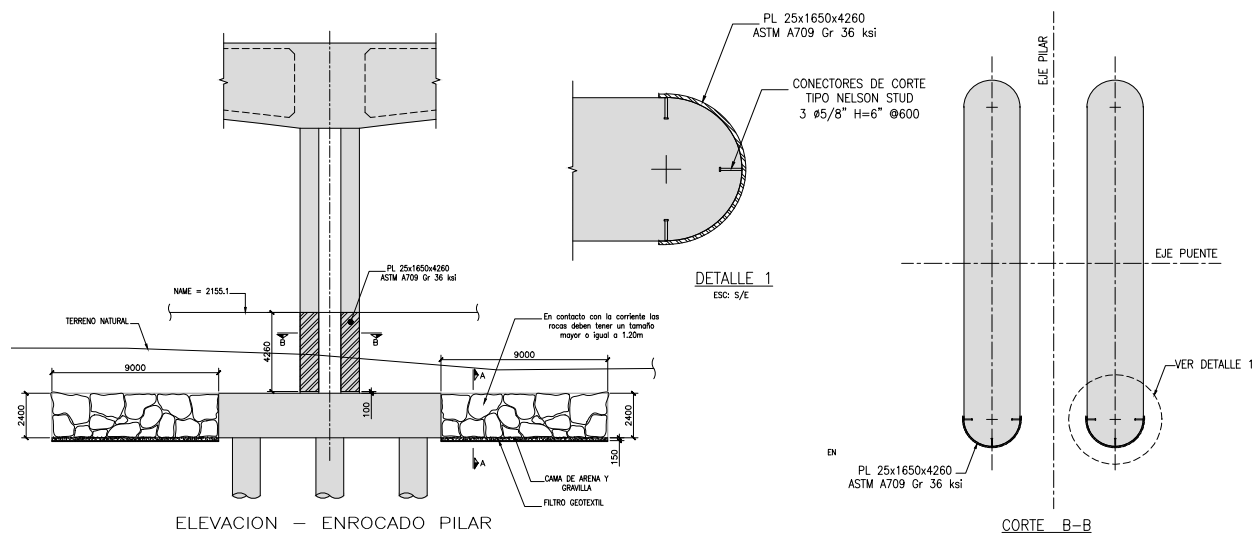 PL 25x1650x4260
ASTM A709 Gr 36 ksi
CONECTORES DE CORTE
TIPO NELSON STUD
3 ø5/8" H=6" @600
DETALLE 1
ESC: S/E
EJE PILAR
EJE PUENTE
VER DETALLE 1
EN
PL 25x1650x4260
ASTM A709 Gr 36 ksi
CORTE B-B
PL 25x1650x4260
ASTM A709 Gr 36 ksi
NAME = 2155.1
TERRENO NATURAL
En contacto con la corriente las
rocas deben tener un tamaño
mayor o igual a 1.20m
B
B
4260
9000
9000
A
100
2400
2400
150
A
CAMA DE ARENA Y
GRAVILLA
FILTRO GEOTEXTIL
ELEVACION - ENROCADO PILAR